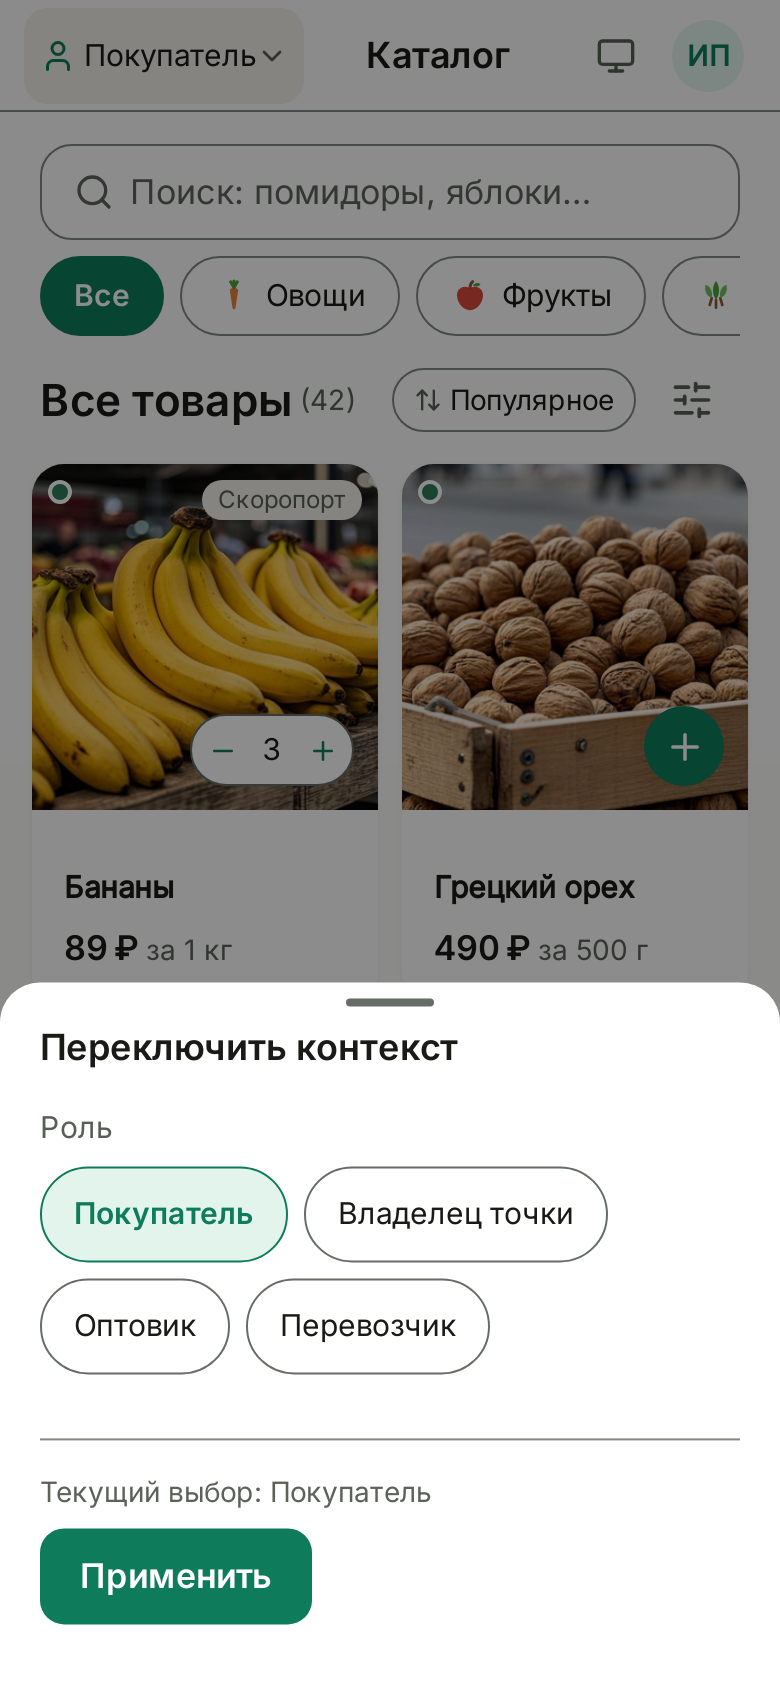 Покупатель
Каталог
ИП
Поиск: помидоры, яблоки...
Все
Овощи
Фрукты
Все товары (42)
Популярное
Скоропорт
3
Бананы
89 ₽ за 1 кг
Грецкий орех
490 ₽ за 500 г
Переключить контекст
Роль
Покупатель
Владелец точки
Оптовик
Перевозчик
Текущий выбор: Покупатель
Применить